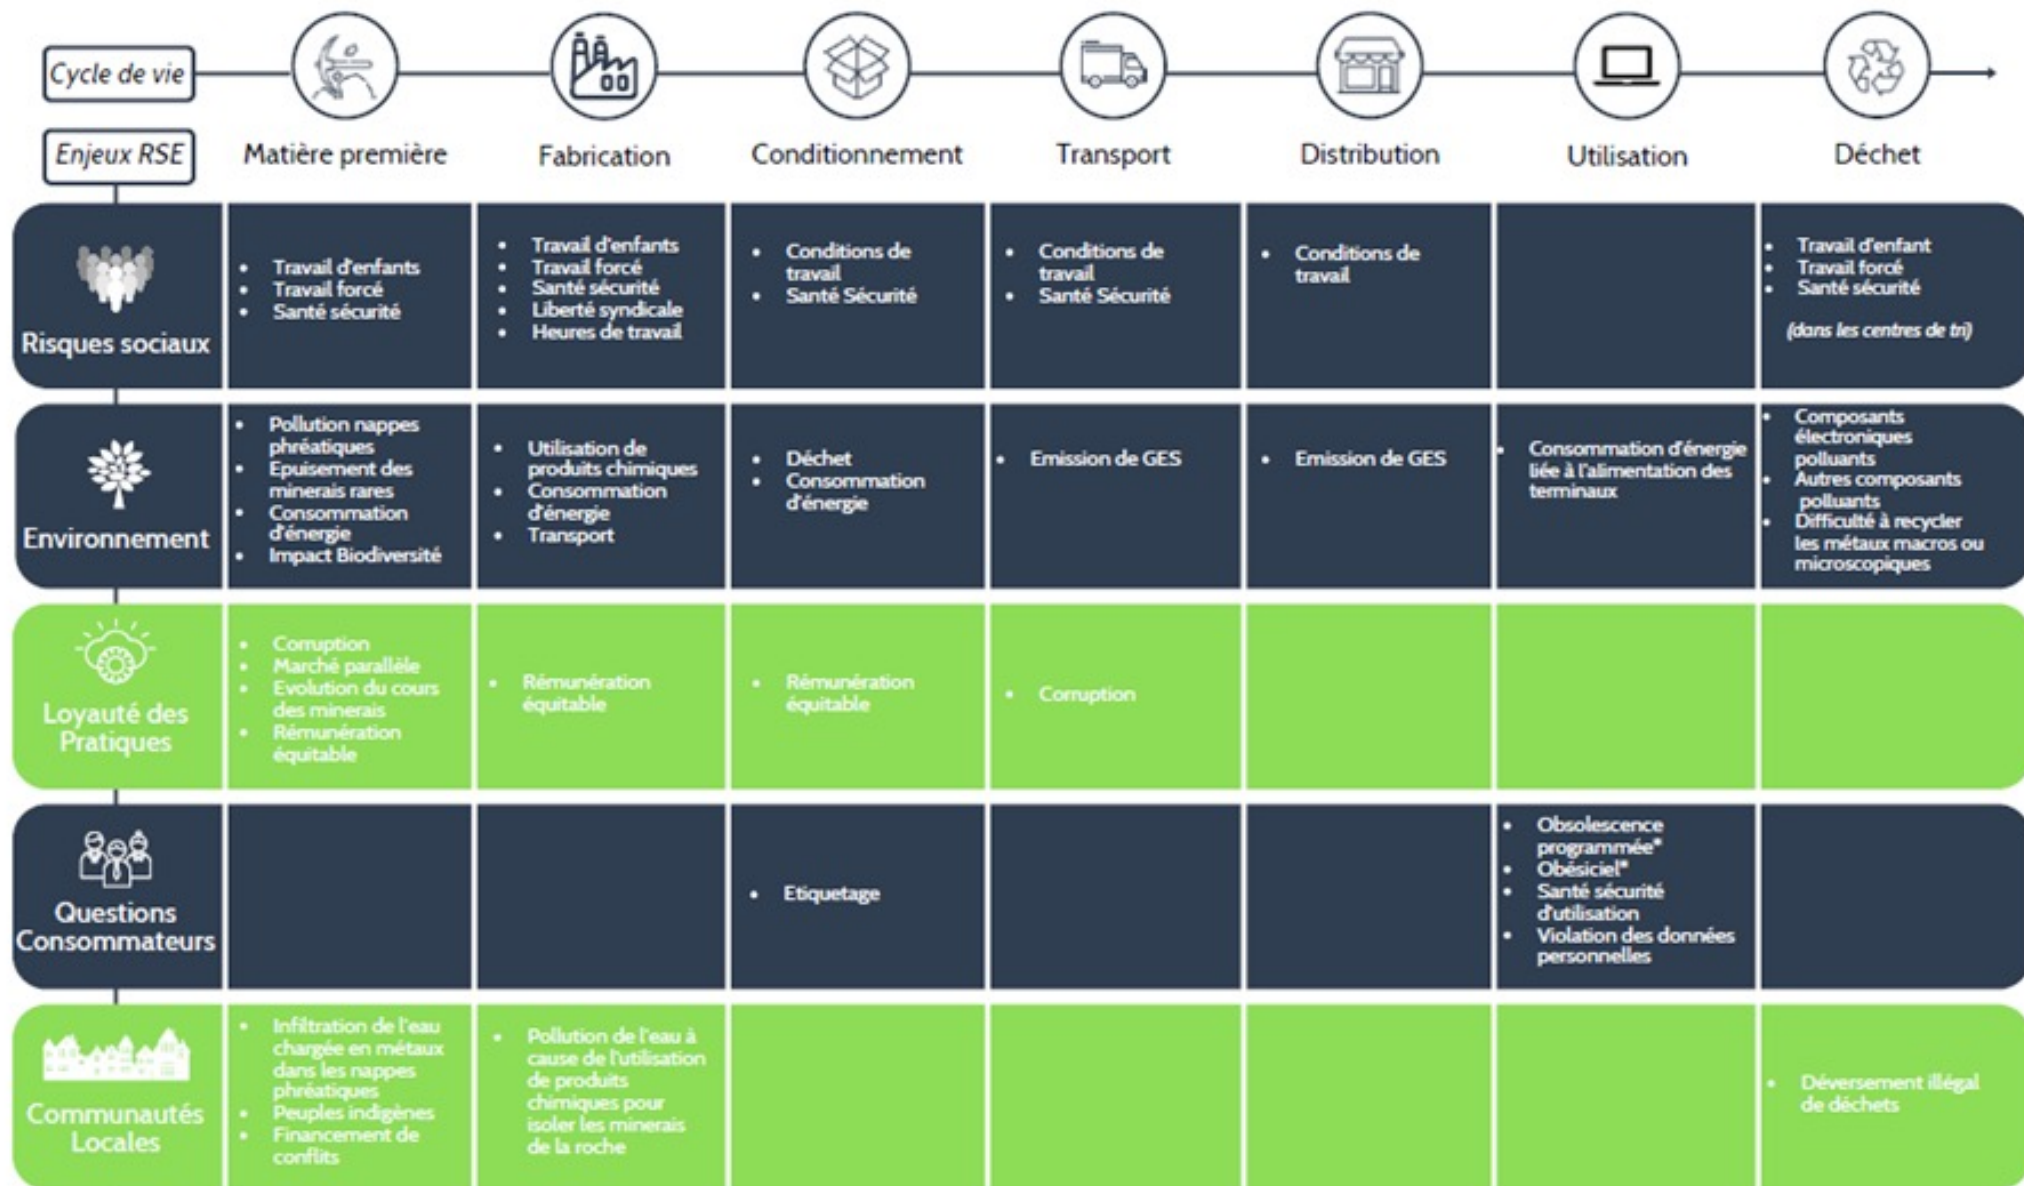 Cycle de vie
Enjeux RSE
Matière première
Fabrication
Conditionnement
Transport
Distribution
Utilisation
Déchet
Risques sociaux
• Travail d'enfants
• Travail forcé
• Santé sécurité
• Travail d'enfants
• Travail forcé
• Santé sécurité
• Liberté syndicale
• Heures de travail
• Conditions de
travail
• Santé Sécurité
• Conditions de
travail
• Santé Sécurité
• Conditions de
travail
• Travail d'enfant
• Travail forcé
• Santé sécurité
(dans les centres de tri)
Environnement
• Pollution nappes
phréatiques
• Epuisement des
minerais rares
• Consommation
d'énergie
• Impact Biodiversité
• Utilisation de
produits chimiques
• Consommation
d'énergie
• Transport
• Déchet
• Consommation
d'énergie
• Emission de GES
• Emission de GES
• Consommation d'énergie
liée à l'alimentation des
terminaux
• Composants
électroniques
polluants
• Autres composants
polluants
• Difficulté à recycler
les métaux macros ou
microscopiques
Loyauté des
Pratiques
• Corruption
• Marché parallèle
• Evolution du cours
des minerais
• Rémunération
équitable
• Rémunération
équitable
• Rémunération
équitable
• Corruption
Questions
Consommateurs
• Etiquetage
• Obsolescence
programmée*
• Obésiciel*
• Santé sécurité
d'utilisation
• Violation des données
personnelles
Communautés
Locales
• Infiltration de l'eau
chargée en métaux
dans les nappes
phréatiques
• Peuples indigènes
• Financement de
conflits
• Pollution de l'eau à
cause de l'utilisation
de produits
chimiques pour
isoler les minerais
de la roche
• Déversement illégal
de déchets